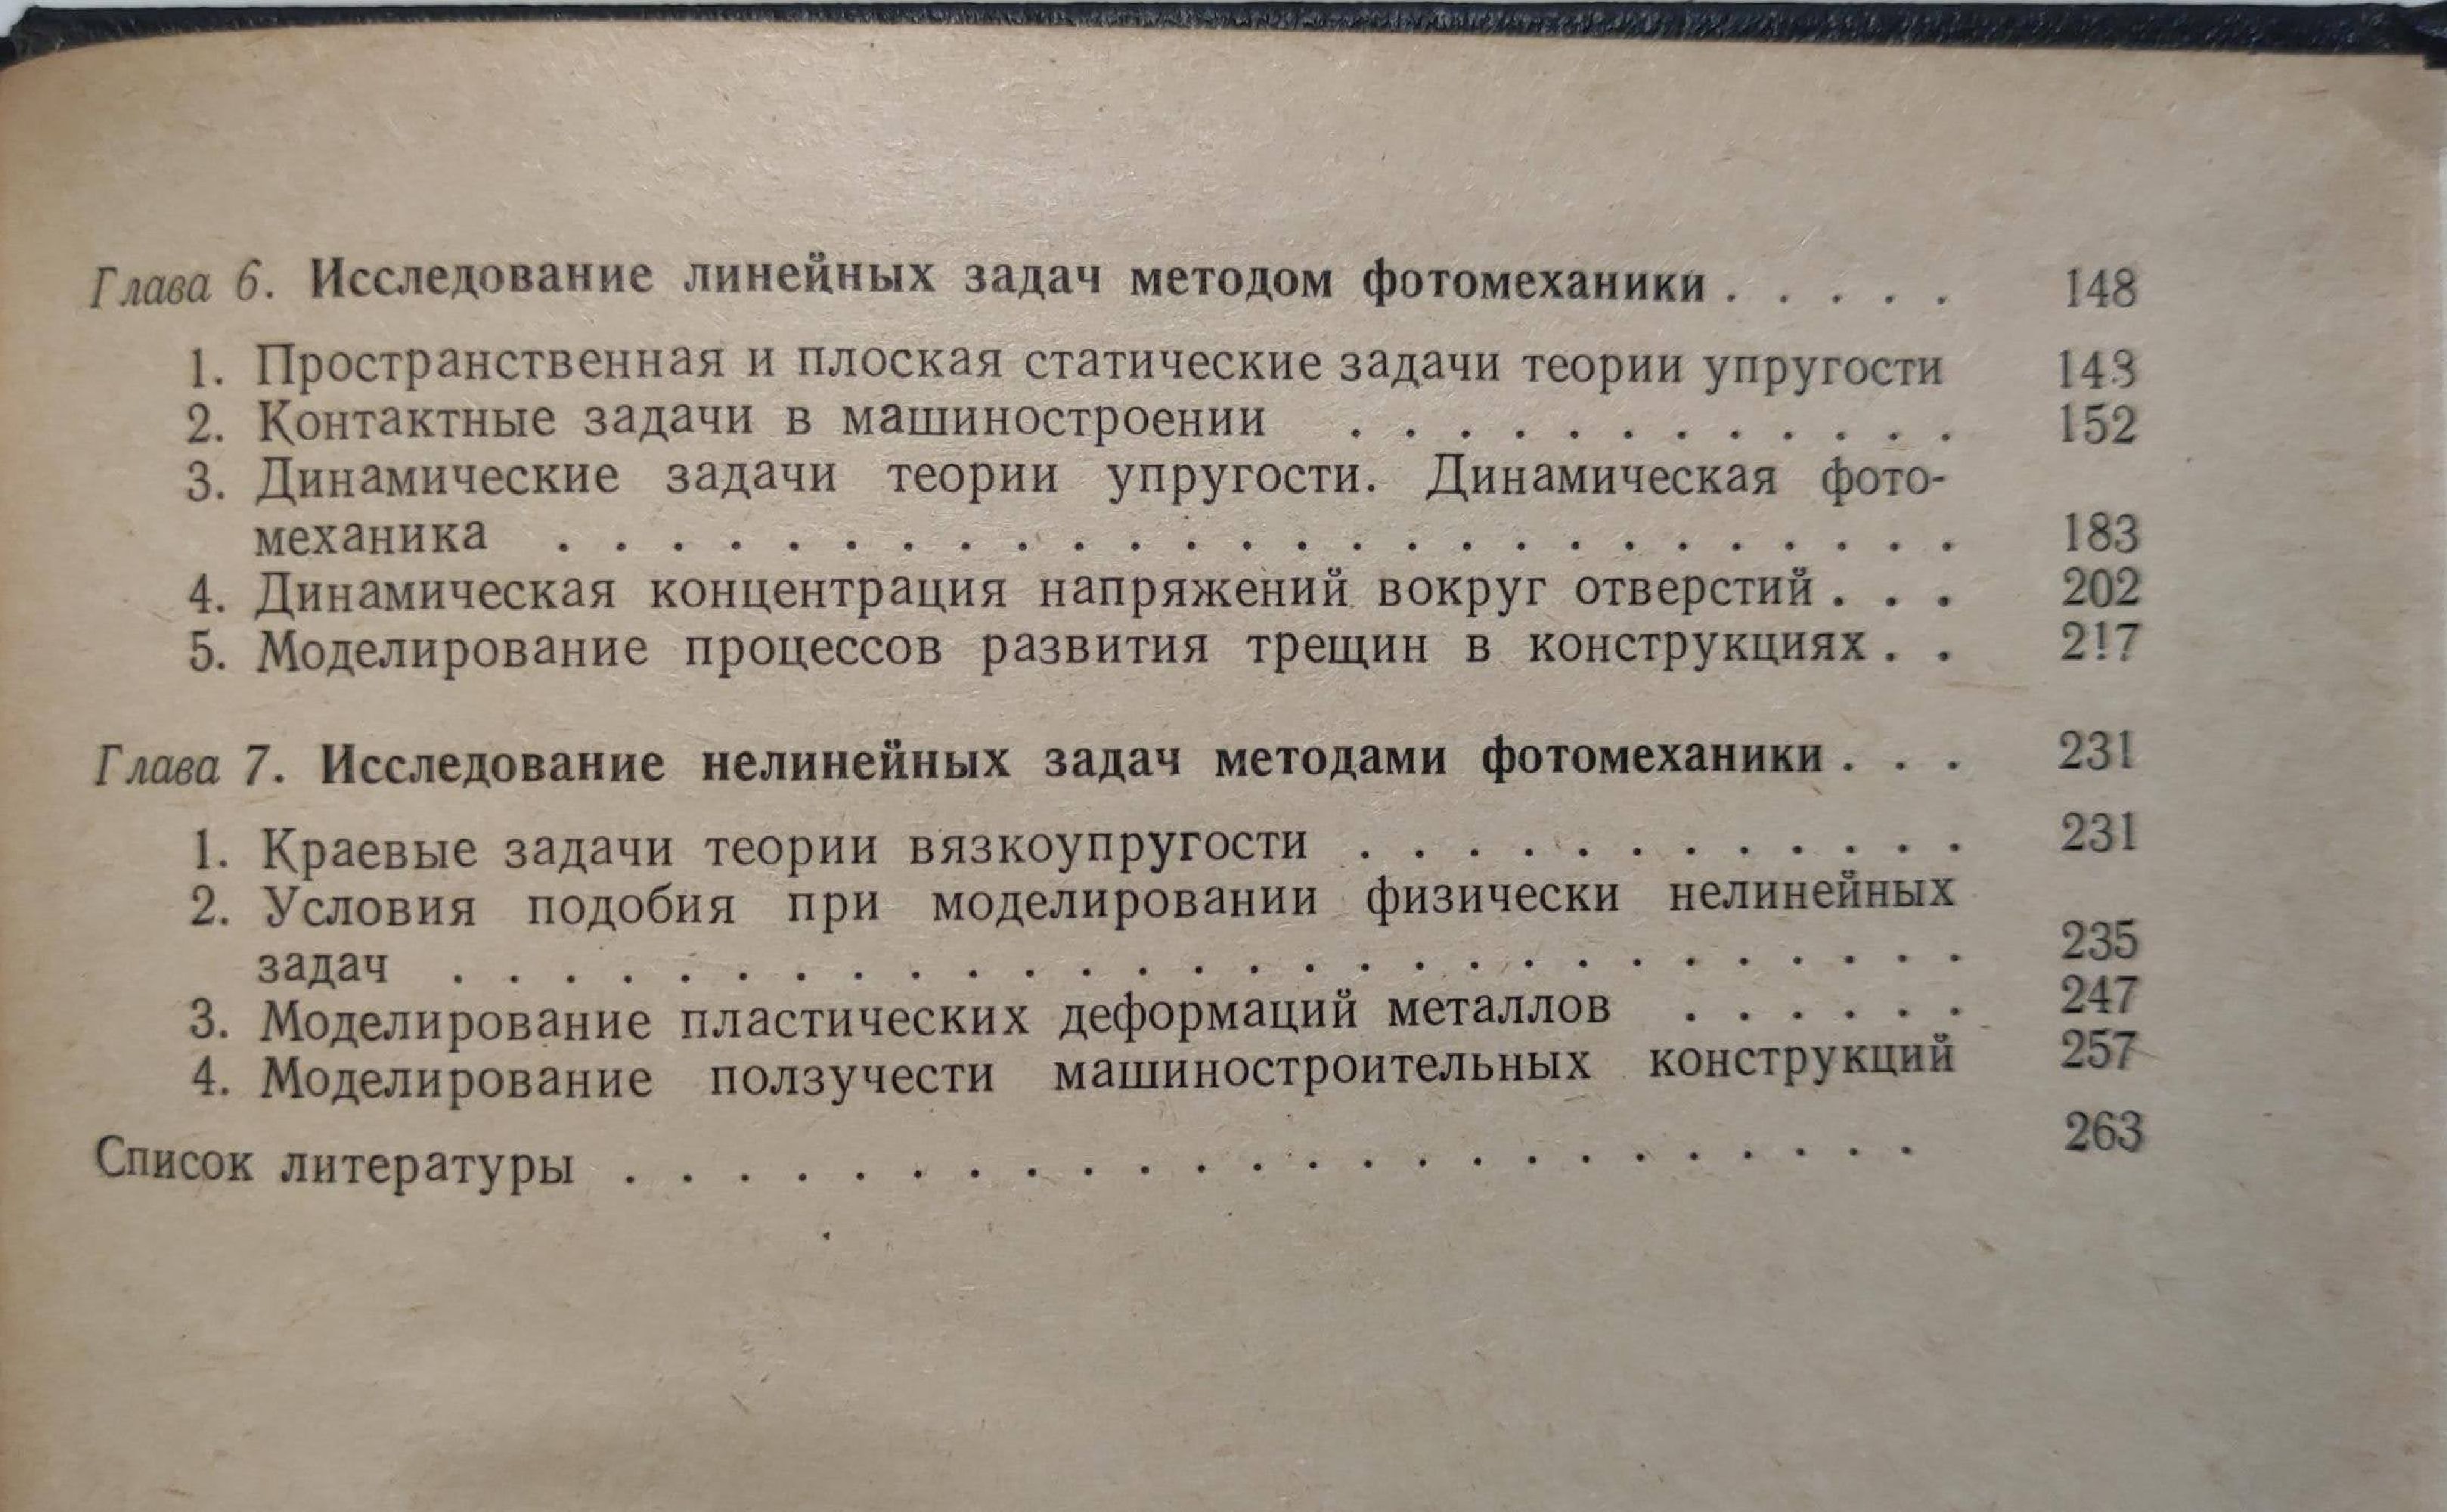 Глава 6. Исследование линейных задач методом фотомеханики . . . . . 148
1. Пространственная и плоская статические задачи теории упругости 148
2. Контактные задачи в машиностроении . . . . . . . . . . . . 152
3. Динамические задачи теории упругости. Динамическая фото-
механика . . . . . . . . . . . . . . . . . . . . . . . . . 183
4. Динамическая концентрация напряжений вокруг отверстий . . . 202
5. Моделирование процессов развития трещин в конструкциях . . 217
Глава 7. Исследование нелинейных задач методами фотомеханики . . . 231
1. Краевые задачи теории вязкоупругости . . . . . . . . . . . . 231
2. Условия подобия при моделировании физически нелинейных
задач . . . . . . . . . . . . . . . . . . . . . . . . . . . 235
3. Моделирование пластических деформаций металлов . . . . . . 247
4. Моделирование ползучести машиностроительных конструкций 257
Список литературы . . . . . . . . . . . . . . . . . . . . . . . 263